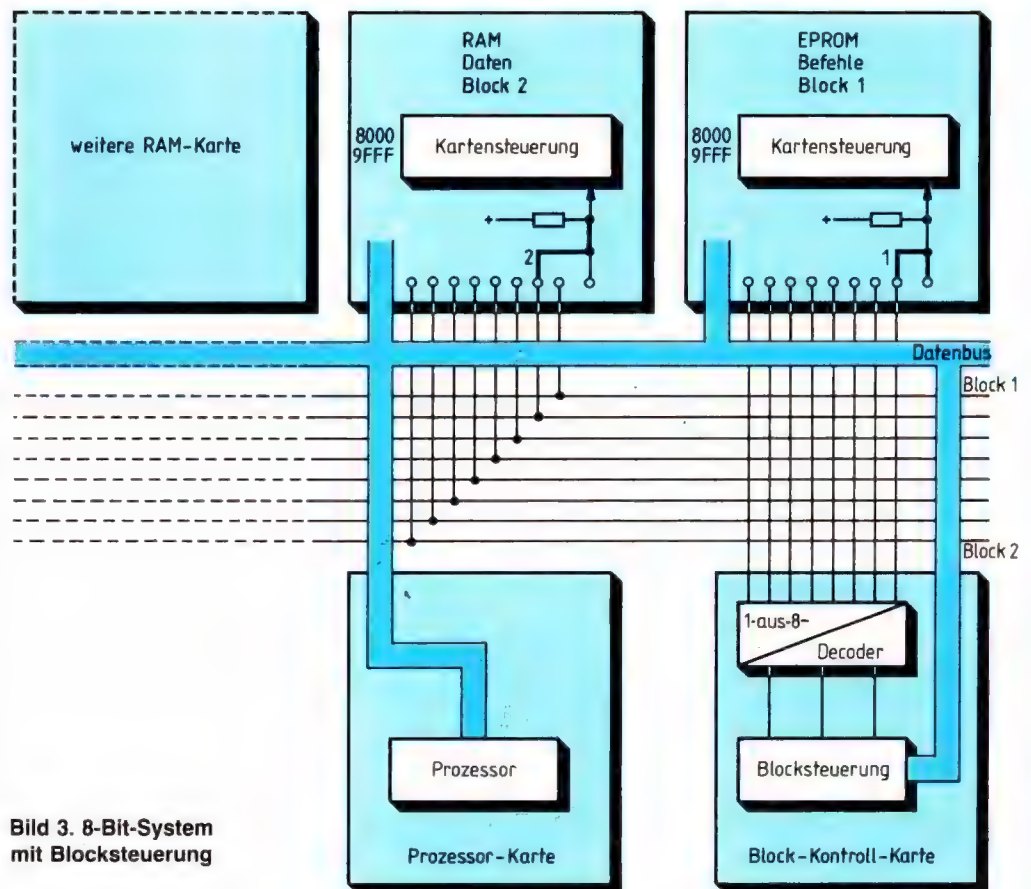 weitere RAM-Karte
RAM
Daten
Block 2
8000
9FFF
Kartensteuerung
+
2
EPROM
Befehle
Block 1
8000
9FFF
Kartensteuerung
+
1
Datenbus
Block 1
Block 2
1-aus-8-
Decoder
Prozessor
Blocksteuerung
Prozessor-Karte
Block-Kontroll-Karte
Bild 3. 8-Bit-System
mit Blocksteuerung